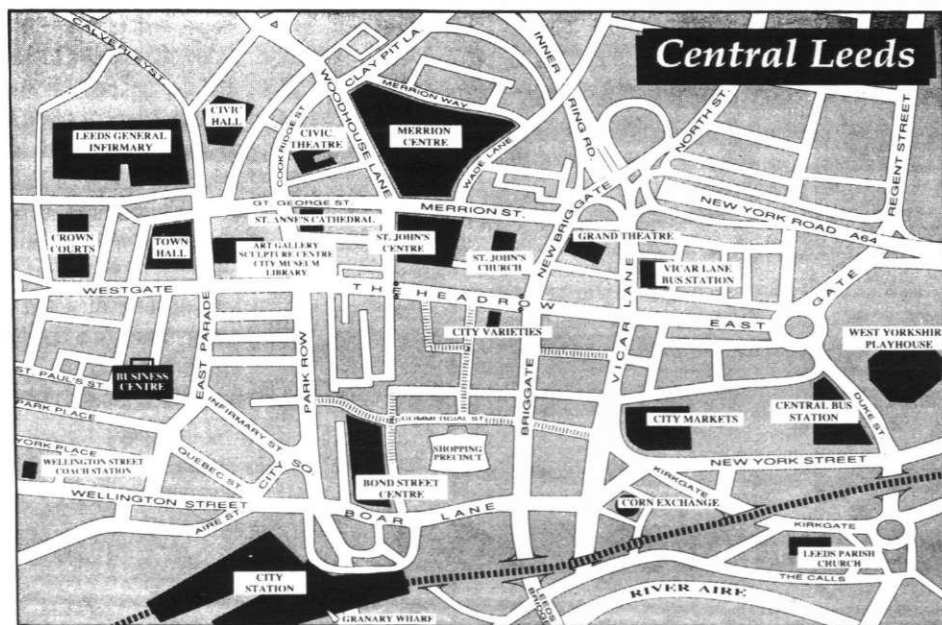 Central Leeds
CALVERLEY ST.
CLAY PIT LA.
INNER
RING RD.
NORTH ST.
REGENT STREET
WOODHOUSE LANE
MERRION WAY
CIVIC
HALL
LEEDS GENERAL
INFIRMARY
COOKRIDGE ST.
CIVIC
THEATRE
MERRION
CENTRE
WADE LANE
NEW BRIGGATE
NEW YORK ROAD A64
GT. GEORGE ST.
MERRION ST.
ST. ANNE'S CATHEDRAL
CROWN
COURTS
TOWN
HALL
ART GALLERY
SCULPTURE CENTRE
CITY MUSEUM
LIBRARY
ST. JOHN'S
CENTRE
ST. JOHN'S
CHURCH
GRAND THEATRE
VICAR LANE
BUS STATION
WESTGATE
THE HEADROW
EAST GATE
CITY VARIETIES
VICAR LANE
WEST YORKSHIRE
PLAYHOUSE
EAST PARADE
PARK ROW
BRIGGATE
ST. PAUL'S ST.
BUSINESS
CENTRE
PARK PLACE
INFIRMARY ST.
COMMERCIAL ST.
CITY MARKETS
CENTRAL BUS
STATION
DUKE ST.
YORK PLACE
WELLINGTON STREET
COACH STATION
QUEBEC ST.
CITY SQ
SHOPPING
PRECINCT
NEW YORK STREET
KIRKGATE
BOND STREET
CENTRE
WELLINGTON STREET
AIRE ST.
BOAR LANE
CORN EXCHANGE
KIRKGATE
LEEDS PARISH
CHURCH
CITY
STATION
THE CALLS
RIVER AIRE
LEEDS
BRIDGE
GRANARY WHARF